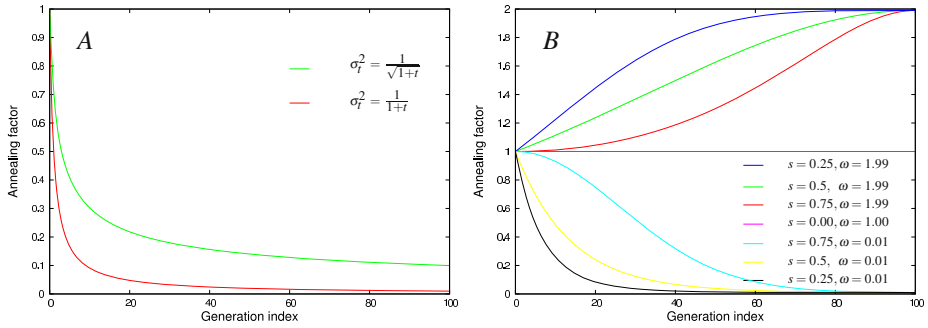 A
1
0.9
0.8
0.7
0.6
0.5
0.4
0.3
0.2
0.1
0
0 20 40 60 80 100
Annealing factor
Generation index
σ_t^2 = 1/√(1+t)
σ_t^2 = 1/(1+t)
B
2
1.8
1.6
1.4
1.2
1
0.8
0.6
0.4
0.2
0
0 20 40 60 80 100
Annealing factor
Generation index
s = 0.25, ω = 1.99
s = 0.5, ω = 1.99
s = 0.75, ω = 1.99
s = 0.00, ω = 1.00
s = 0.75, ω = 0.01
s = 0.5, ω = 0.01
s = 0.25, ω = 0.01